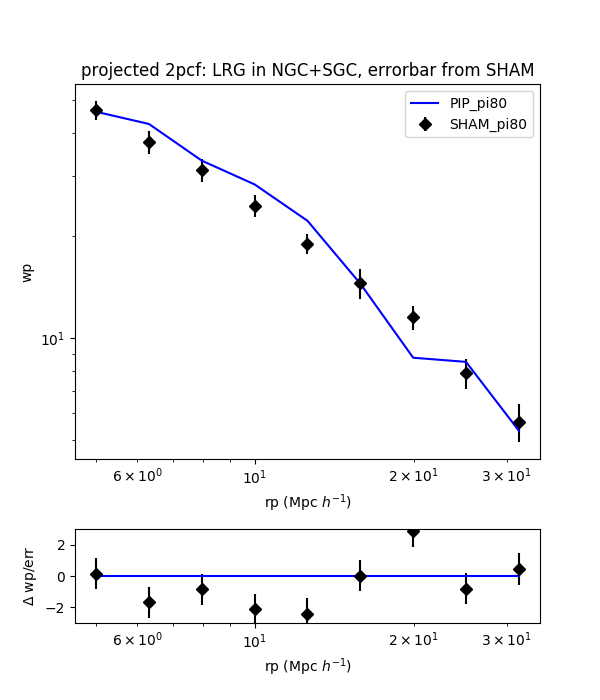 projected 2pcf: LRG in NGC+SGC, errorbar from SHAM
PIP_pi80
SHAM_pi80
wp
10¹
6 × 10⁰
10¹
2 × 10¹
3 × 10¹
rp (Mpc h⁻¹)
Δ wp/err
2
0
−2
6 × 10⁰
10¹
2 × 10¹
3 × 10¹
rp (Mpc h⁻¹)